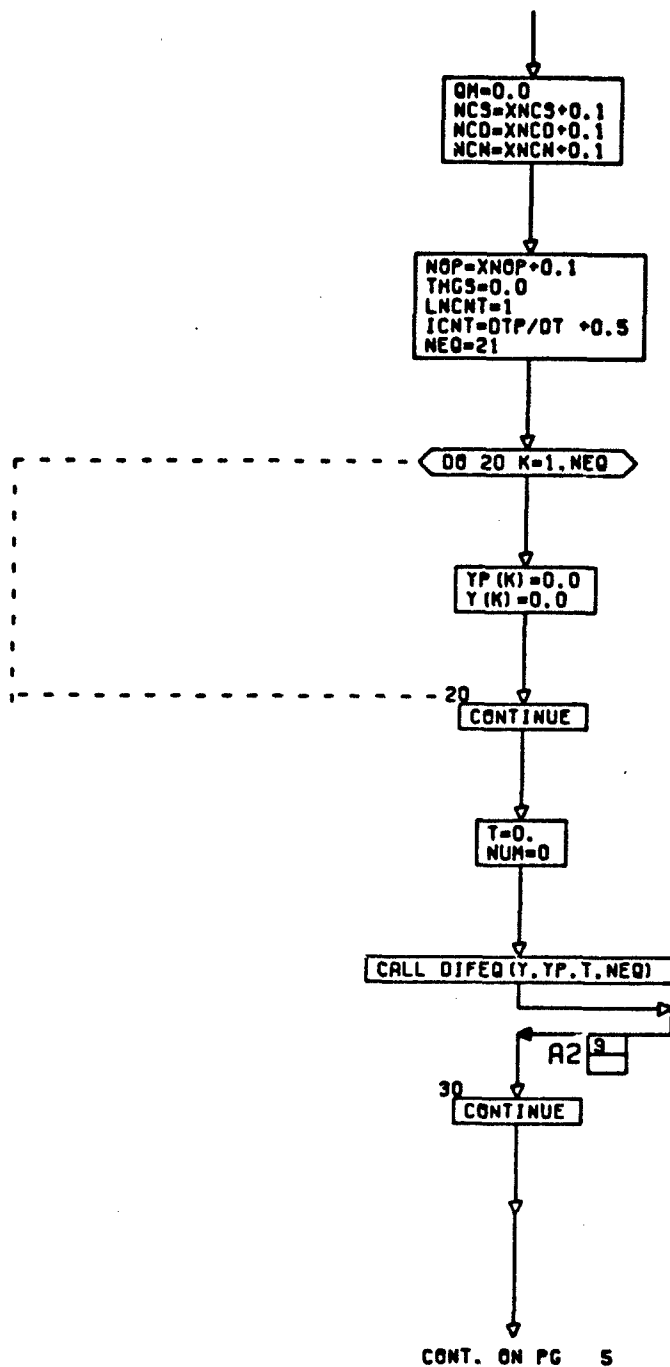 QM=0.0
NCS=XNCS+0.1
NCD=XNCD+0.1
NCN=XNCN+0.1
NOP=XNOP+0.1
THGS=0.0
LNCNT=1
ICNT=DTP/DT +0.5
NEQ=21
DO 20 K=1,NEQ
YP(K)=0.0
Y(K)=0.0
20
CONTINUE
T=0.
NUM=0
CALL DIFEQ(Y,YP,T,NEQ)
A2 9
30
CONTINUE
CONT. ON PG 5